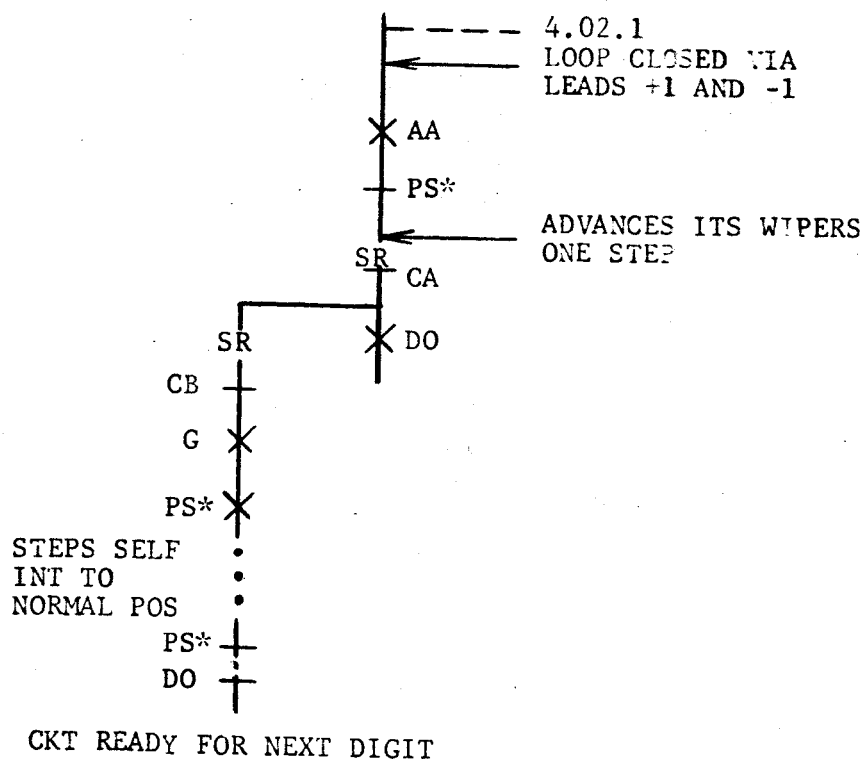 4.02.1
LOOP CLOSED VIA
LEADS +1 AND -1
AA
PS*
ADVANCES ITS WIPERS
ONE STEP
SR
CA
SR
DO
CB
G
PS*
STEPS SELF
INT TO
NORMAL POS
PS*
DO
CKT READY FOR NEXT DIGIT